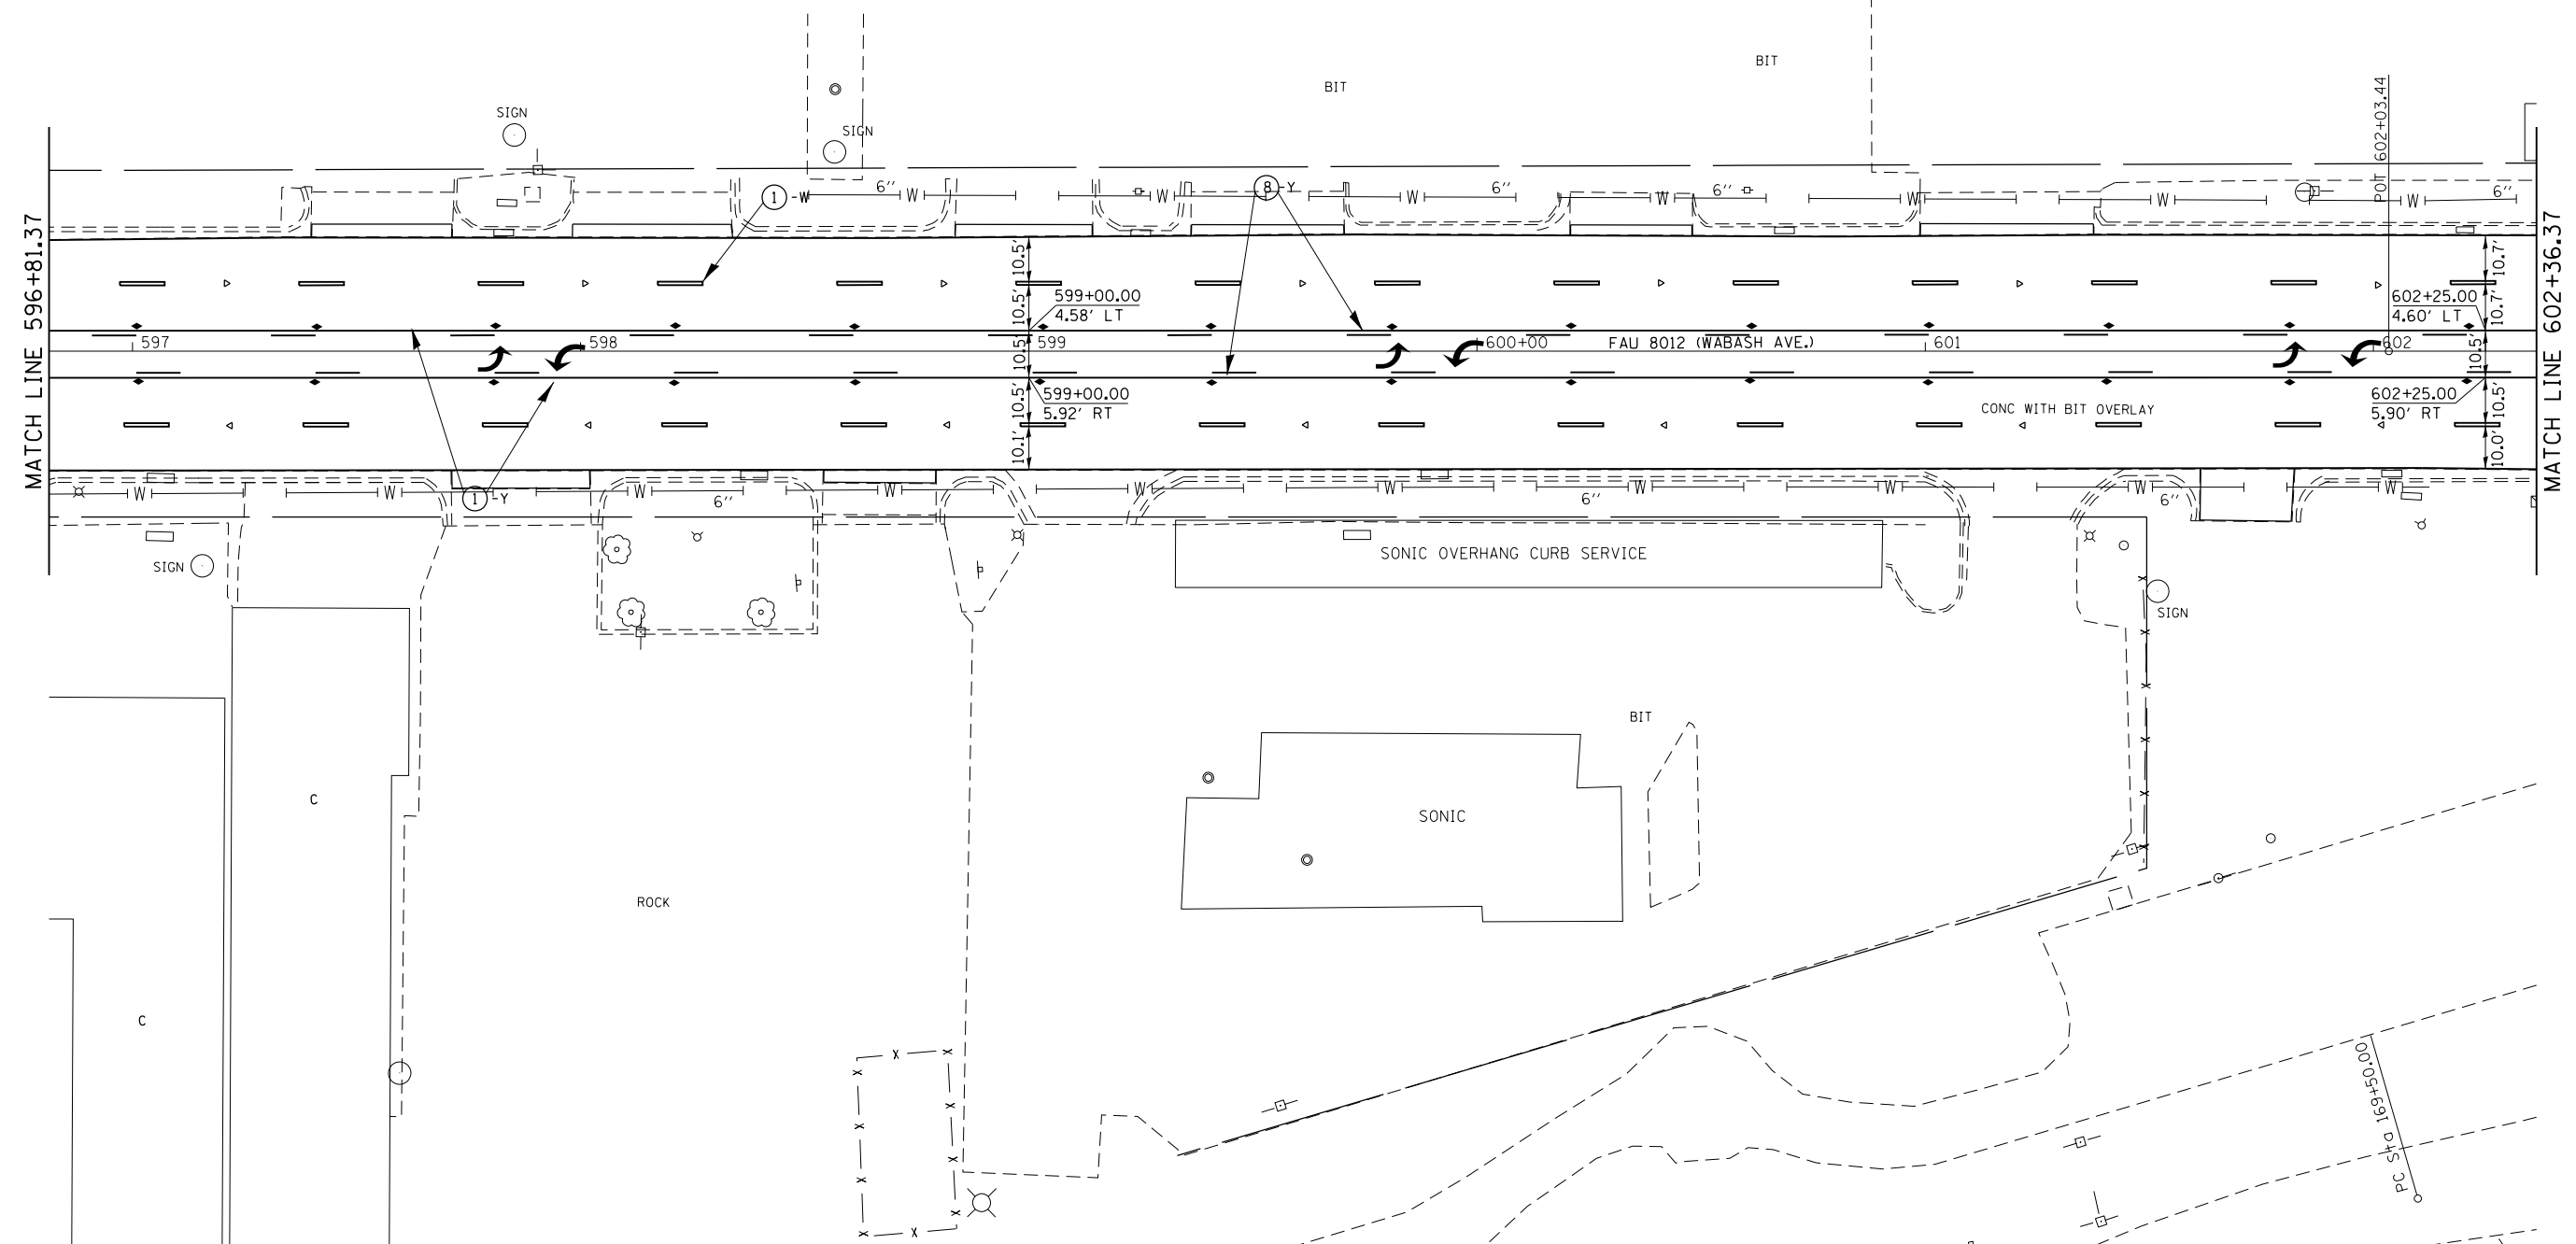 BIT
BIT
SIGN
SIGN
POT 602+03.44
1 -W
6''
W
W
8 -Y
W
6''
W
6''
W
W
W
6''
MATCH LINE 596+81.37
10.5'
10.5'
10.5'
10.5'
10.1'
599+00.00
4.58' LT
602+25.00
4.60' LT
10.7'
10.7'
10.5'
10.5'
10.0'
MATCH LINE 602+36.37
597
598
599
600+00
FAU 8012 (WABASH AVE.)
601
602
599+00.00
5.92' RT
602+25.00
5.90' RT
CONC WITH BIT OVERLAY
W
W
1 -Y
W
6''
W
W
W
6''
W
W
W
6''
W
SIGN
SONIC OVERHANG CURB SERVICE
SIGN
BIT
C
SONIC
ROCK
C
PC Sta 169+50.00